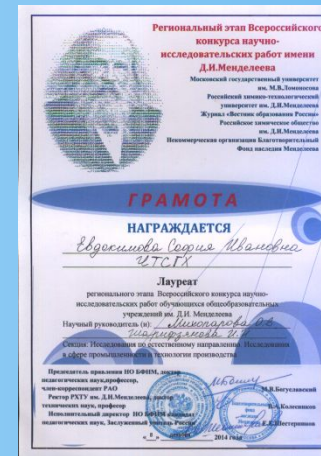 Региональный этап Всероссийского
конкурса научно-
исследовательских работ имени
Д.И.Менделеева
Московский государственный университет
им. М.В.Ломоносова
Российский химико-технологический
университет им. Д.И.Менделеева
Журнал «Вестник образования России»
Российское химическое общество
им. Д.И.Менделеева
Некоммерческая организация Благотворительный
Фонд наследия Менделеева
ГРАМОТА
НАГРАЖДАЕТСЯ
Евдокимова София Ивановна
Лауреат
регионального этапа Всероссийского конкурса научно-
исследовательских работ обучающихся общеобразовательных
учреждений им. Д.И. Менделеева
Научный руководитель (и):
Секция: Исследования по естественному направлению. Исследования
в сфере промышленности и технологии производства
Председатель правления НО БФНМ, доктор
педагогических наук, профессор,
член-корреспондент РАО
М.В.Богуславский
Ректор РХТУ им. Д.И.Менделеева, доктор
технических наук, профессор
В.А.Колесников
Исполнительный директор НО БФНМ
педагогических наук, Заслуженный учитель России
2014 года